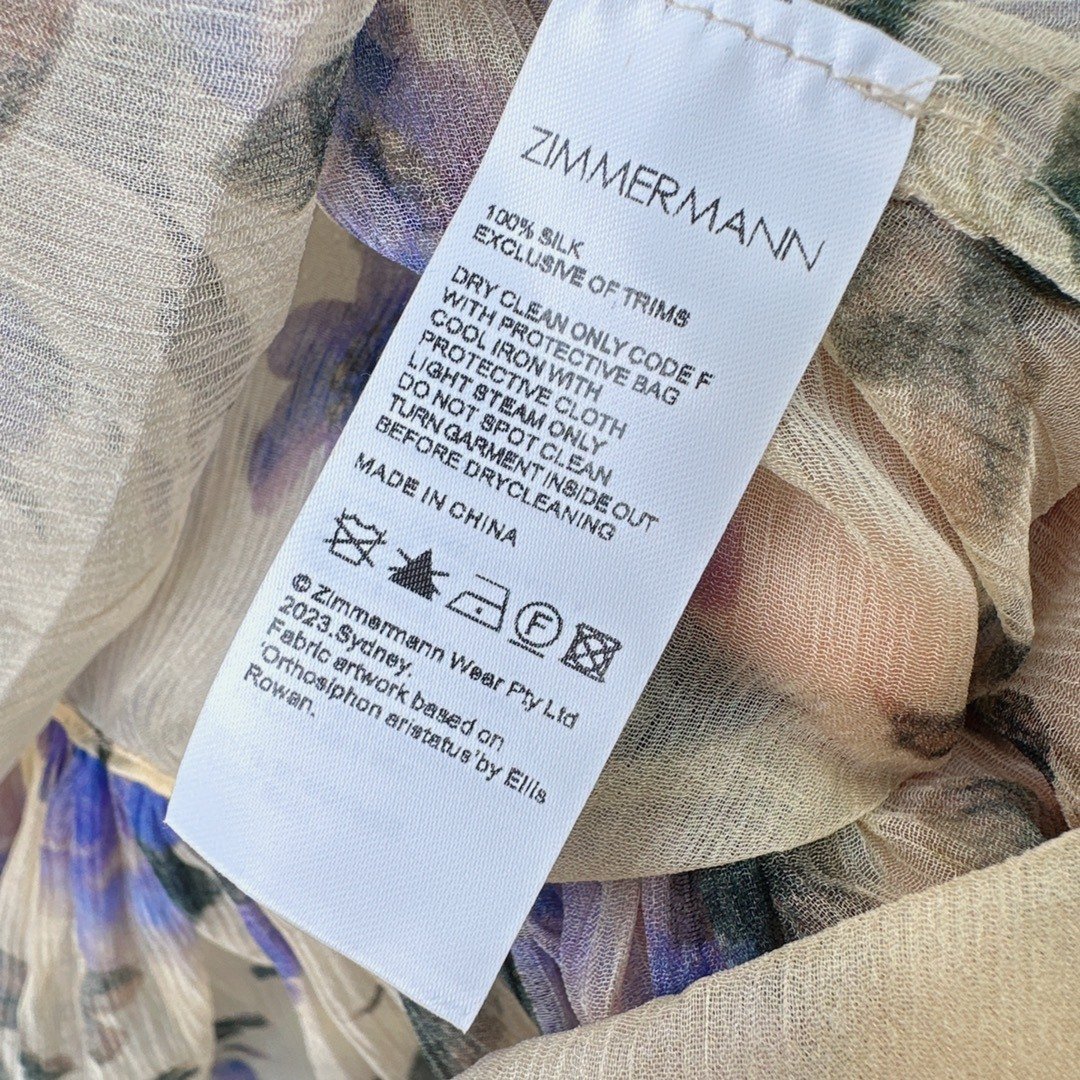 ZIMMERMANN
100% SILK
EXCLUSIVE OF TRIMS
DRY CLEAN ONLY CODE F
WITH PROTECTIVE BAG
COOL IRON WITH
PROTECTIVE CLOTH
LIGHT STEAM ONLY
DO NOT SPOT CLEAN
TURN GARMENT INSIDE OUT
BEFORE DRYCLEANING
MADE IN CHINA
F
© Zimmermann Wear Pty Ltd
2023.Sydney.
Fabric artwork based on
'Orthosiphon aristatus' by Ellis
Rowan.